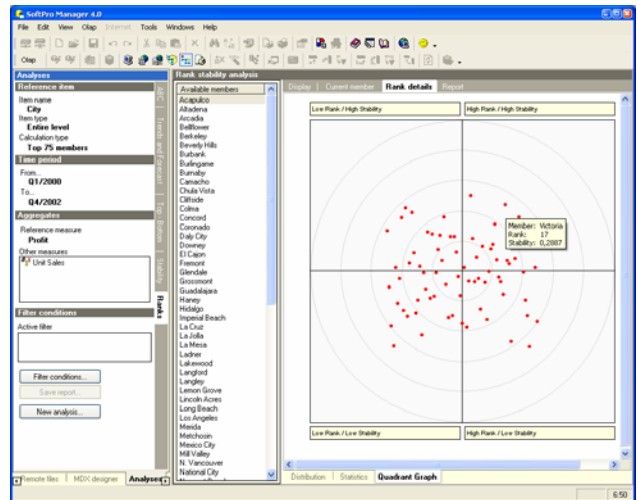 SoftPro Manager 4.0
File Edit View Olap Internet Tools Windows Help
Olap
Analyses
Reference item
Item name
City
Item type
Entire level
Calculation type
Top 75 members
Time period
From...
Q1/2000
To...
Q4/2002
Aggregates
Reference measure
Profit
Other measures
Unit Sales
Filter conditions
Active filter
Filter conditions...
Save report...
New analysis...
Remote files MDX designer Analyses
ABC
Trends and Forecast
Top - Bottom
Stability
Ranks
Rank stability analysis
Available members
Acapulco
Altadena
Arcadia
Bellflower
Berkeley
Beverly Hills
Burbank
Burlingame
Burnaby
Camacho
Chula Vista
Cliffside
Colma
Concord
Coronado
Daly City
Downey
El Cajon
Fremont
Glendale
Grossmont
Guadalajara
Haney
Hidalgo
Imperial Beach
La Cruz
La Jolla
La Mesa
Ladner
Lakewood
Langford
Langley
Lemon Grove
Lincoln Acres
Long Beach
Los Angeles
Merida
Metchosin
Mexico City
Mill Valley
N. Vancouver
National City
Display Current member Rank details Report
Low Rank / High Stability
High Rank / High Stability
Member: Victoria
Rank: 17
Stability: 0,2887
Low Rank / Low Stability
High Rank / Low Stability
Distribution Statistics Quadrant Graph
6:50